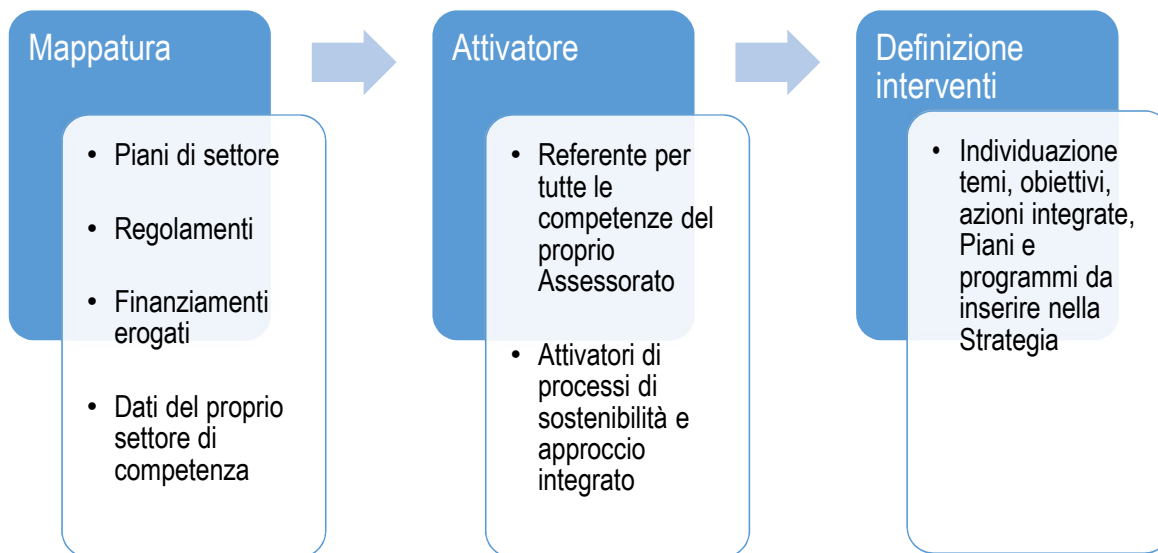 Mappatura
• Piani di settore
• Regolamenti
• Finanziamenti
erogati
• Dati del proprio
settore di
competenza
Attivatore
• Referente per
tutte le
competenze del
proprio
Assessorato
• Attivatori di
processi di
sostenibilità e
approccio
integrato
Definizione
interventi
• Individuazione
temi, obiettivi,
azioni integrate,
Piani e
programmi da
inserire nella
Strategia